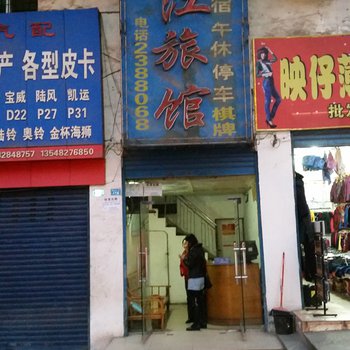 汽配
产 各型皮卡
宝威 陆风 凯运
D22 P27 P31
陆铃 奥铃 金杯海狮
2848757 13548276850
江旅馆
电话2388068
宿 午休 停车 棋牌
映仔
批